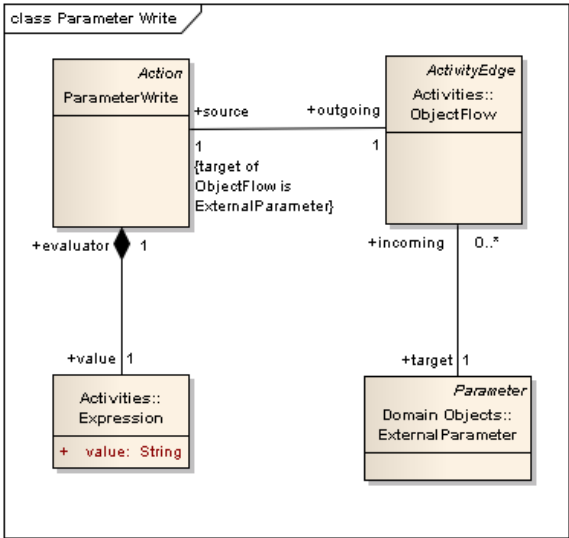 class Parameter Write
Action
ParameterWrite
ActivityEdge
Activities::
ObjectFlow
+source
+outgoing
1
{target of
ObjectFlow is
ExternalParameter}
1
+evaluator
1
+incoming
0..*
+value
1
+target
1
Activities::
Expression
+ value: String
Parameter
Domain Objects::
ExternalParameter